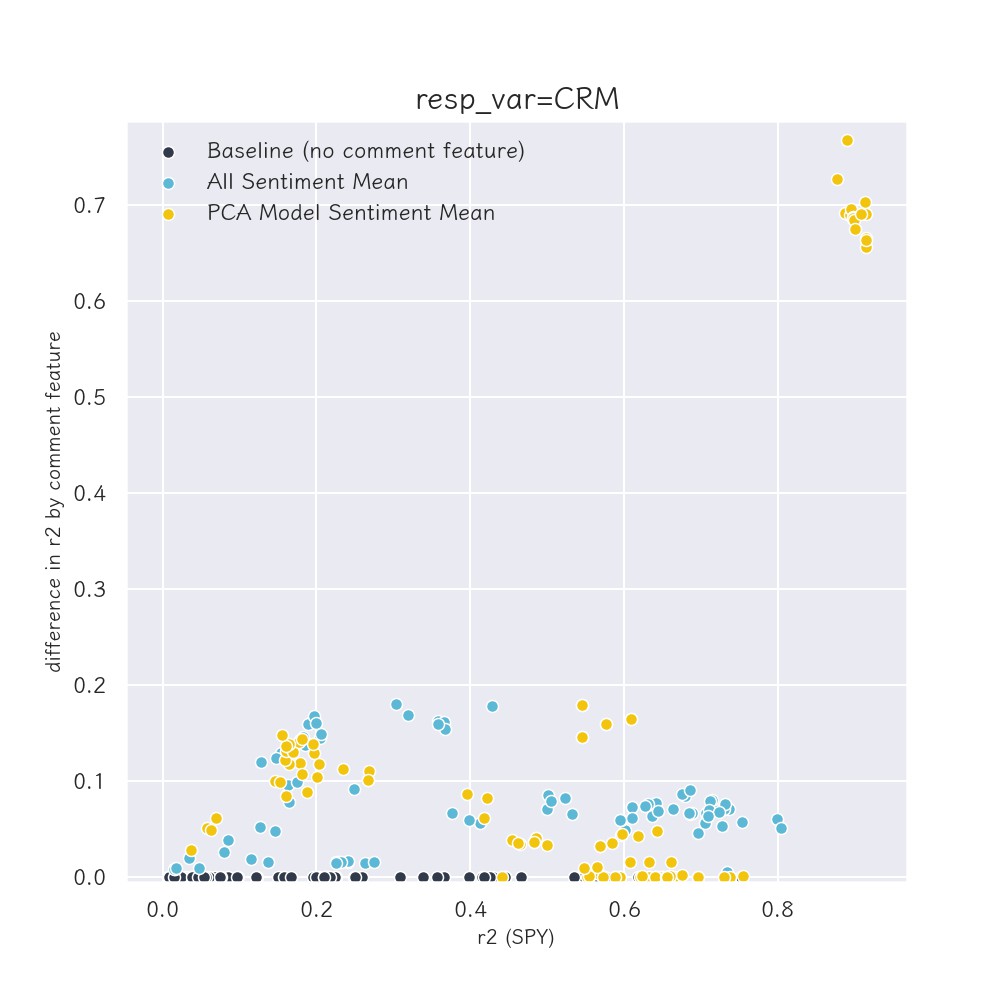 resp_var=CRM
Baseline (no comment feature)
All Sentiment Mean
PCA Model Sentiment Mean
0.7
0.6
0.5
0.4
0.3
0.2
0.1
0.0
difference in r2 by comment feature
0.0 0.2 0.4 0.6 0.8
r2 (SPY)